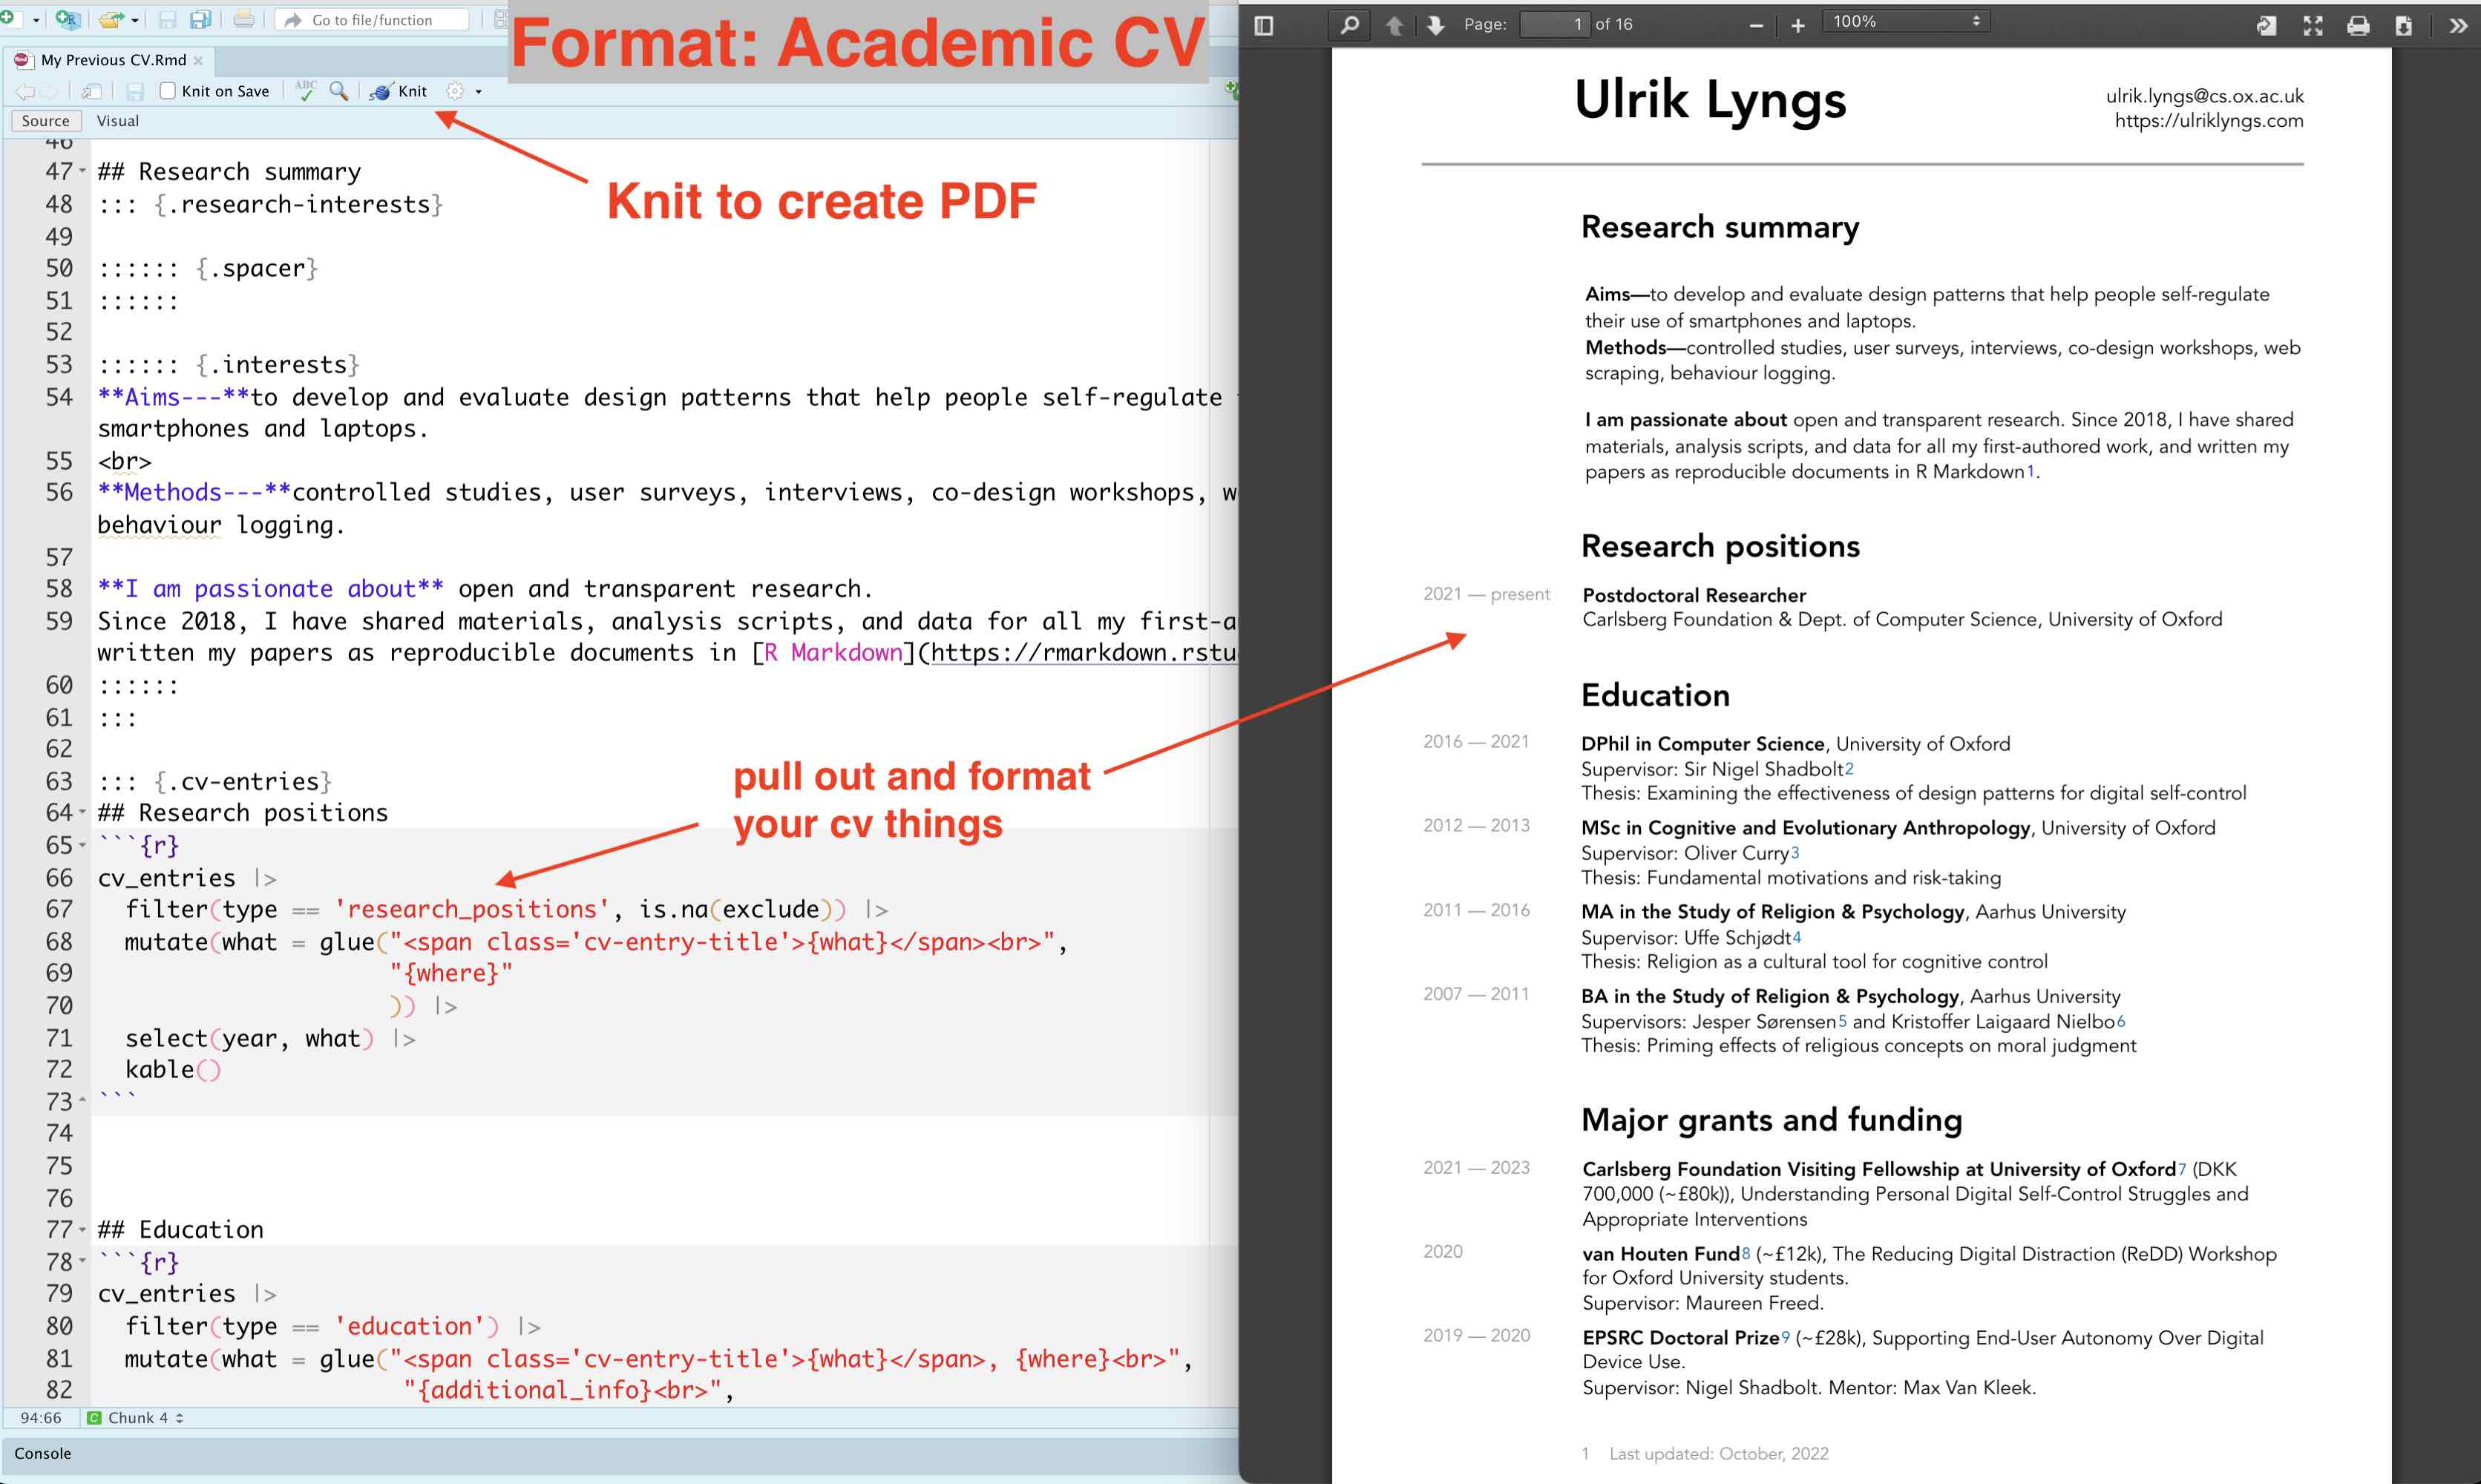 Go to file/function
Format: Academic CV
My Previous CV.Rmd
Knit on Save
ABC
Knit
Source
Visual
Knit to create PDF
46
47 ## Research summary
48 ::: {.research-interests}
49
50 :::::: {.spacer}
51 ::::::
52
53 :::::: {.interests}
54 **Aims---**to develop and evaluate design patterns that help people self-regulate
smartphones and laptops.
55 <br>
56 **Methods---**controlled studies, user surveys, interviews, co-design workshops, w
behaviour logging.
57
58 **I am passionate about** open and transparent research.
59 Since 2018, I have shared materials, analysis scripts, and data for all my first-a
written my papers as reproducible documents in [R Markdown](https://rmarkdown.rstu
60 ::::::
61 :::
62
63 ::: {.cv-entries}
64 ## Research positions
65 ```{r}
66 cv_entries |>
67 filter(type == 'research_positions', is.na(exclude)) |>
68 mutate(what = glue("<span class='cv-entry-title'>{what}</span><br>",
69 "{where}"
70 )) |>
71 select(year, what) |>
72 kable()
73 ```
74
75
76
77 ## Education
78 ```{r}
79 cv_entries |>
80 filter(type == 'education') |>
81 mutate(what = glue("<span class='cv-entry-title'>{what}</span>, {where}<br>",
82 "{additional_info}<br>",
pull out and format
your cv things
94:66 C Chunk 4
Console
Page: 1 of 16
100%
Ulrik Lyngs
ulrik.lyngs@cs.ox.ac.uk
https://ulriklyngs.com
Research summary
Aims—to develop and evaluate design patterns that help people self-regulate
their use of smartphones and laptops.
Methods—controlled studies, user surveys, interviews, co-design workshops, web
scraping, behaviour logging.
I am passionate about open and transparent research. Since 2018, I have shared
materials, analysis scripts, and data for all my first-authored work, and written my
papers as reproducible documents in R Markdown1.
Research positions
2021 — present Postdoctoral Researcher
Carlsberg Foundation & Dept. of Computer Science, University of Oxford
Education
2016 — 2021 DPhil in Computer Science, University of Oxford
Supervisor: Sir Nigel Shadbolt2
Thesis: Examining the effectiveness of design patterns for digital self-control
2012 — 2013 MSc in Cognitive and Evolutionary Anthropology, University of Oxford
Supervisor: Oliver Curry3
Thesis: Fundamental motivations and risk-taking
2011 — 2016 MA in the Study of Religion & Psychology, Aarhus University
Supervisor: Uffe Schjødt4
Thesis: Religion as a cultural tool for cognitive control
2007 — 2011 BA in the Study of Religion & Psychology, Aarhus University
Supervisors: Jesper Sørensen5 and Kristoffer Laigaard Nielbo6
Thesis: Priming effects of religious concepts on moral judgment
Major grants and funding
2021 — 2023 Carlsberg Foundation Visiting Fellowship at University of Oxford7 (DKK
700,000 (~£80k)), Understanding Personal Digital Self-Control Struggles and
Appropriate Interventions
2020 van Houten Fund8 (~£12k), The Reducing Digital Distraction (ReDD) Workshop
for Oxford University students.
Supervisor: Maureen Freed.
2019 — 2020 EPSRC Doctoral Prize9 (~£28k), Supporting End-User Autonomy Over Digital
Device Use.
Supervisor: Nigel Shadbolt. Mentor: Max Van Kleek.
1 Last updated: October, 2022